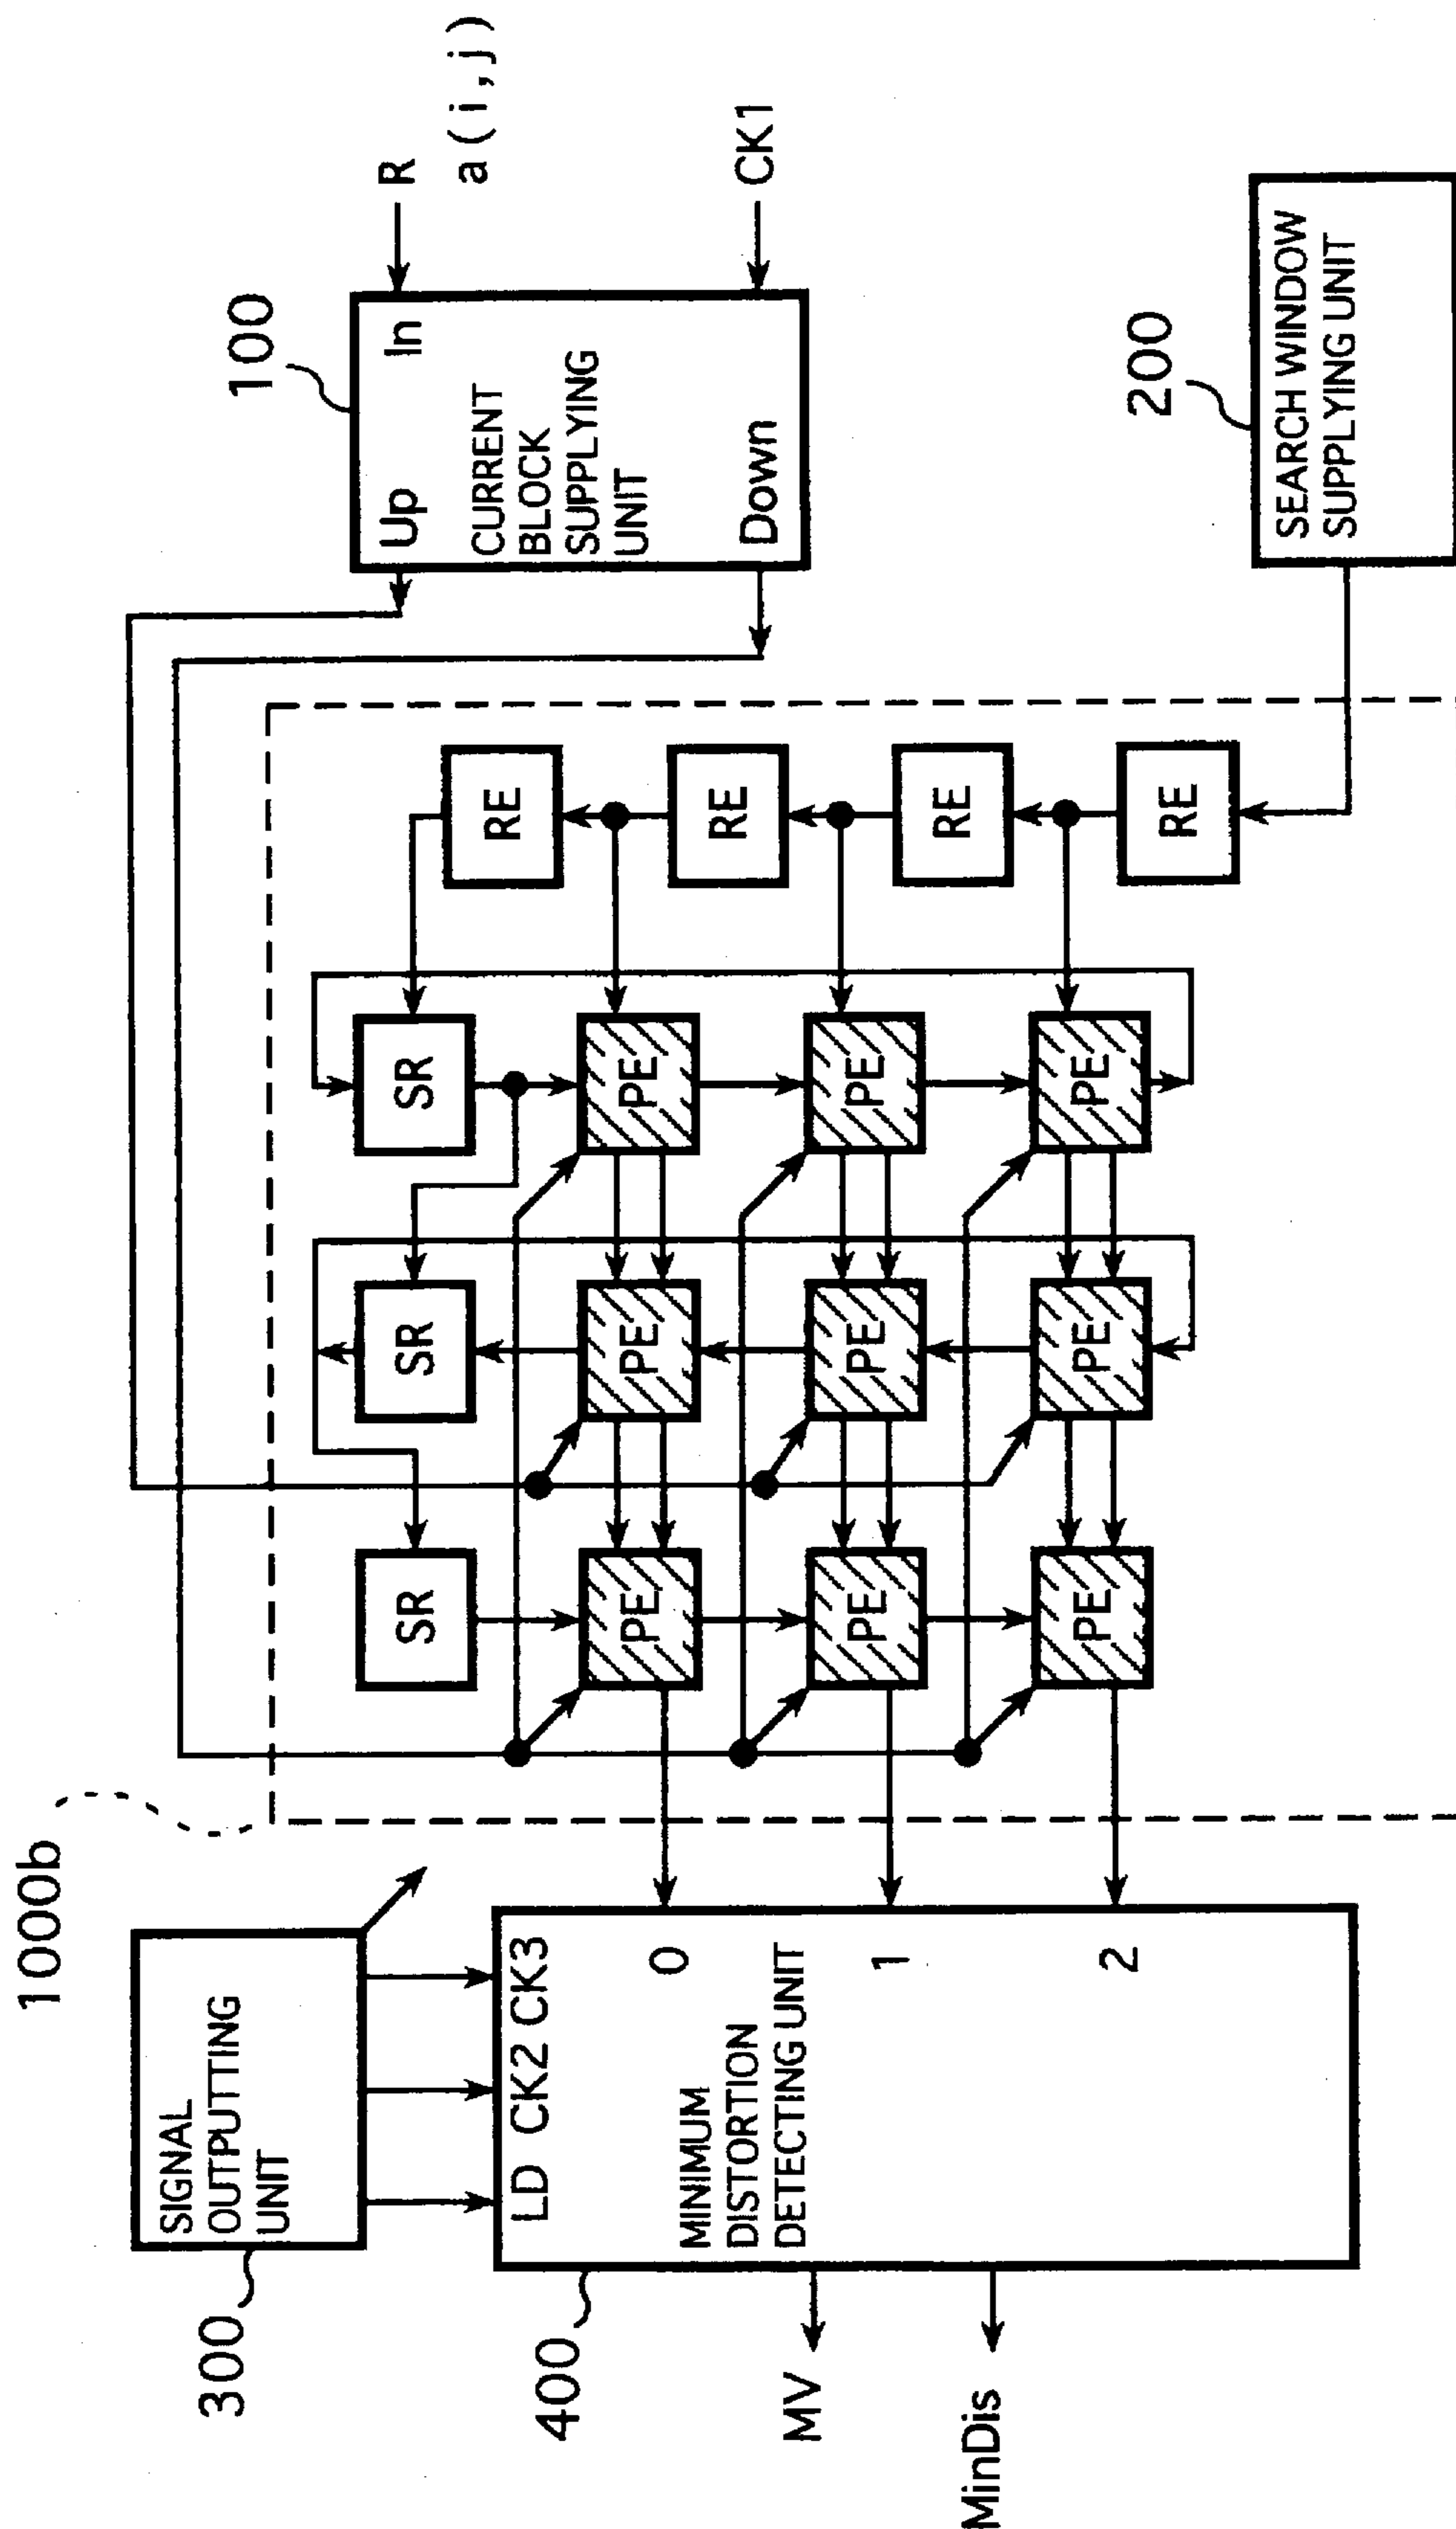 1000b
300
SIGNAL
OUTPUTTING
UNIT
LD CK2 CK3
400
MINIMUM
DISTORTION
DETECTING UNIT
0
1
2
MV
MinDis
SR
SR
SR
PE
PE
PE
PE
PE
PE
PE
PE
PE
RE
RE
RE
RE
100
Up
In
CURRENT
BLOCK
SUPPLYING
UNIT
Down
R
a(i,j)
CK1
200
SEARCH WINDOW
SUPPLYING UNIT